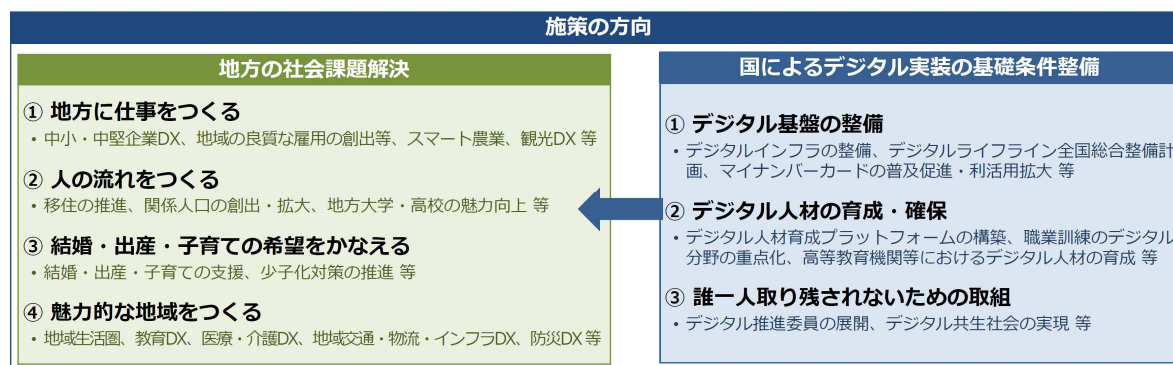 施策の方向
地方の社会課題解決
① 地方に仕事をつくる
・中小・中堅企業DX、地域の良質な雇用の創出等、スマート農業、観光DX 等
② 人の流れをつくる
・移住の推進、関係人口の創出・拡大、地方大学・高校の魅力向上 等
③ 結婚・出産・子育ての希望をかなえる
・結婚・出産・子育ての支援、少子化対策の推進 等
④ 魅力的な地域をつくる
・地域生活圏、教育DX、医療・介護DX、地域交通・物流・インフラDX、防災DX 等
国によるデジタル実装の基礎条件整備
① デジタル基盤の整備
・デジタルインフラの整備、デジタルライフライン全国総合整備計
画、マイナンバーカードの普及促進・利活用拡大 等
② デジタル人材の育成・確保
・デジタル人材育成プラットフォームの構築、職業訓練のデジタル
分野の重点化、高等教育機関等におけるデジタル人材の育成 等
③ 誰一人取り残されないための取組
・デジタル推進委員の展開、デジタル共生社会の実現 等